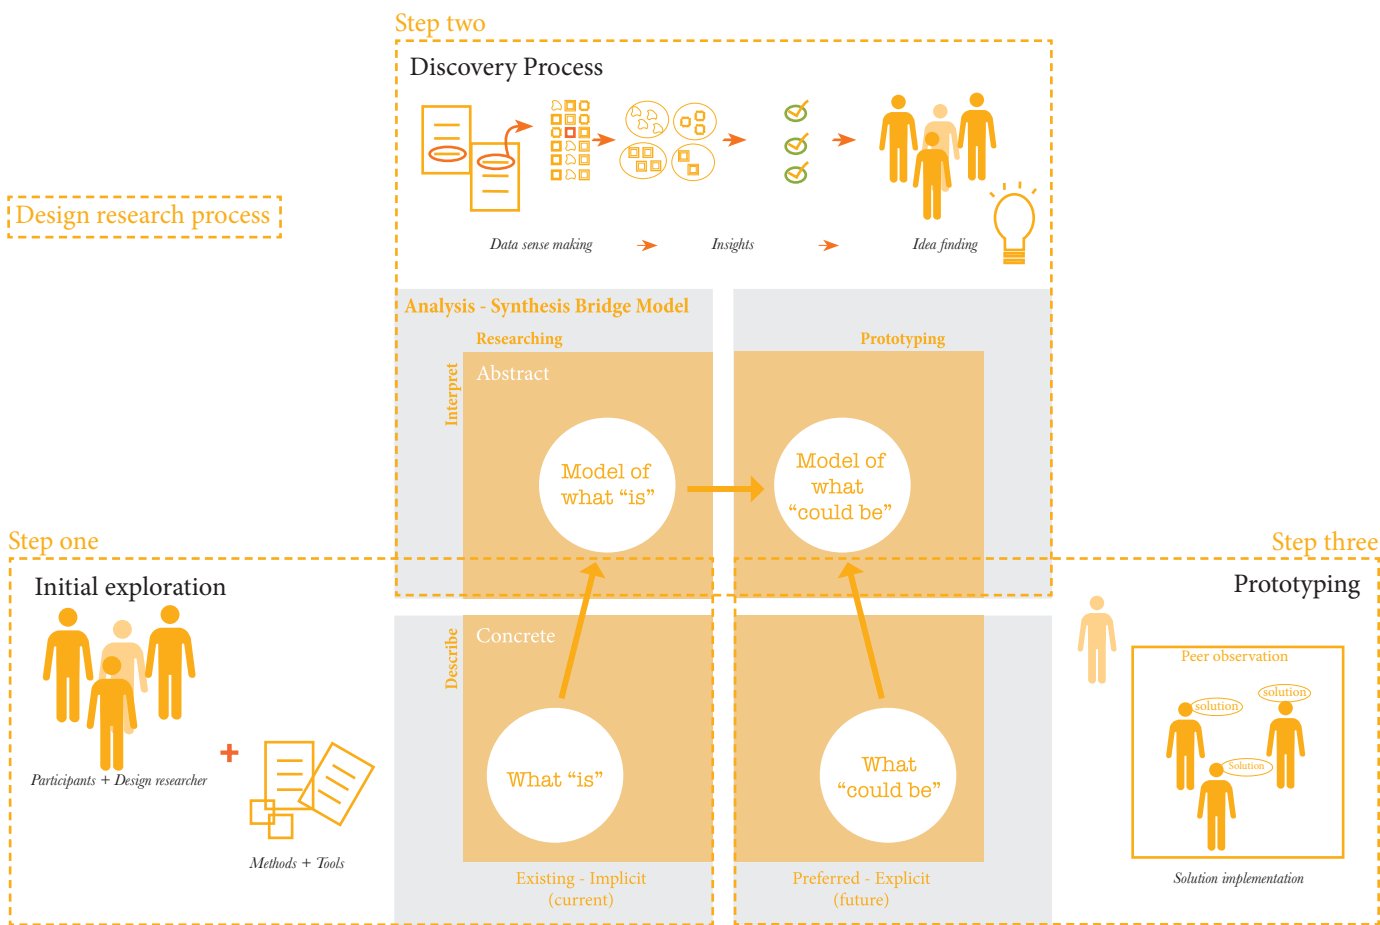 Step two
Discovery Process
Design research process
Data sense making
Insights
Idea finding
Analysis - Synthesis Bridge Model
Researching
Prototyping
Interpret
Abstract
Model of
what “is”
Model of
what
“could be”
Step one
Initial exploration
Participants + Design researcher
+
Methods + Tools
Describe
Concrete
What “is”
What
“could be”
Existing - Implicit
(current)
Preferred - Explicit
(future)
Step three
Prototyping
Peer observation
solution
solution
Solution
Solution implementation